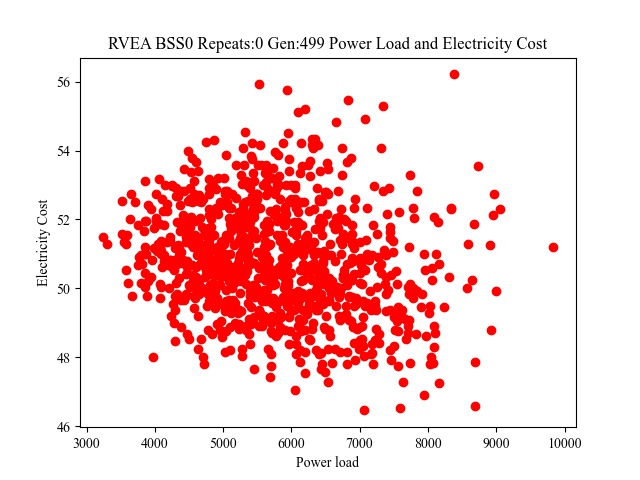 RVEA BSS0 Repeats:0 Gen:499 Power Load and Electricity Cost
56
54
52
50
48
46
Electricity Cost
3000 4000 5000 6000 7000 8000 9000 10000
Power load